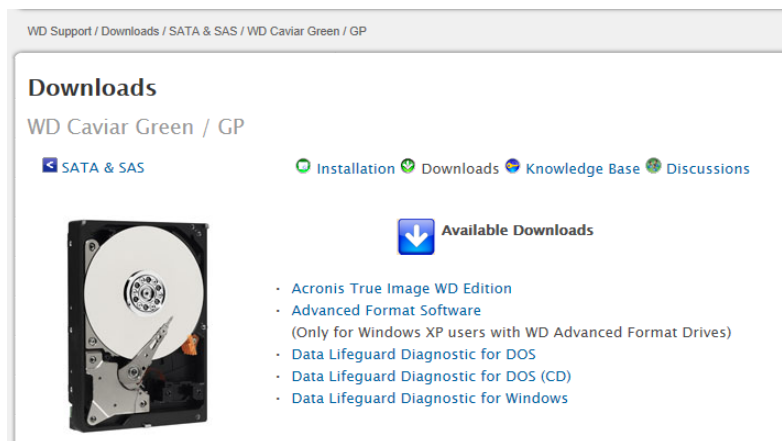 WD Support / Downloads / SATA & SAS / WD Caviar Green / GP
Downloads
WD Caviar Green / GP
SATA & SAS
Installation Downloads Knowledge Base Discussions
Available Downloads
· Acronis True Image WD Edition
· Advanced Format Software
(Only for Windows XP users with WD Advanced Format Drives)
· Data Lifeguard Diagnostic for DOS
· Data Lifeguard Diagnostic for DOS (CD)
· Data Lifeguard Diagnostic for Windows